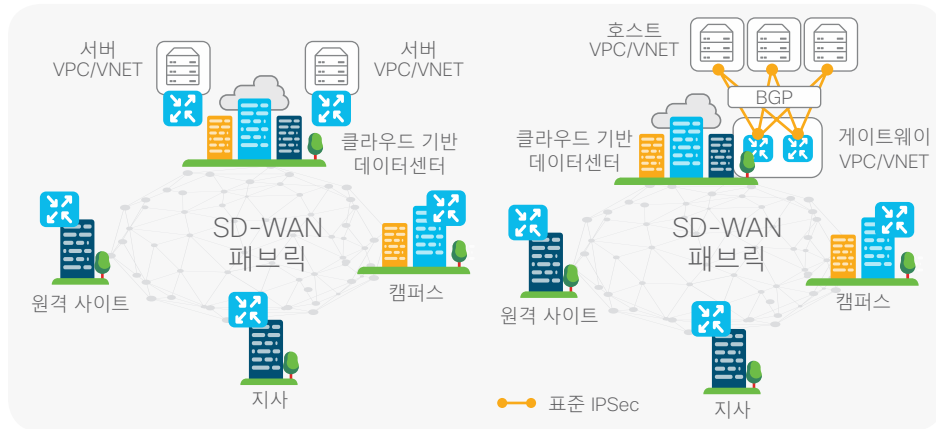 서버
VPC/VNET
서버
VPC/VNET
클라우드 기반
데이터센터
SD-WAN
패브릭
원격 사이트
캠퍼스
지사
호스트
VPC/VNET
BGP
클라우드 기반
데이터센터
게이트웨이
VPC/VNET
SD-WAN
패브릭
원격 사이트
캠퍼스
지사
표준 IPSec